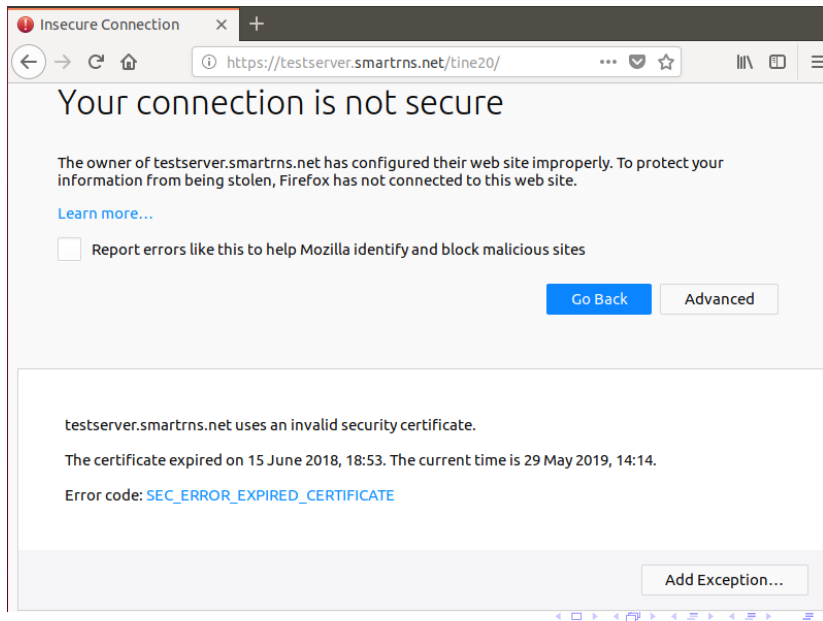 Insecure Connection
https://testserver.smartrns.net/tine20/
Your connection is not secure
The owner of testserver.smartrns.net has configured their web site improperly. To protect your
information from being stolen, Firefox has not connected to this web site.
Learn more…
Report errors like this to help Mozilla identify and block malicious sites
Go Back
Advanced
testserver.smartrns.net uses an invalid security certificate.
The certificate expired on 15 June 2018, 18:53. The current time is 29 May 2019, 14:14.
Error code: SEC_ERROR_EXPIRED_CERTIFICATE
Add Exception…